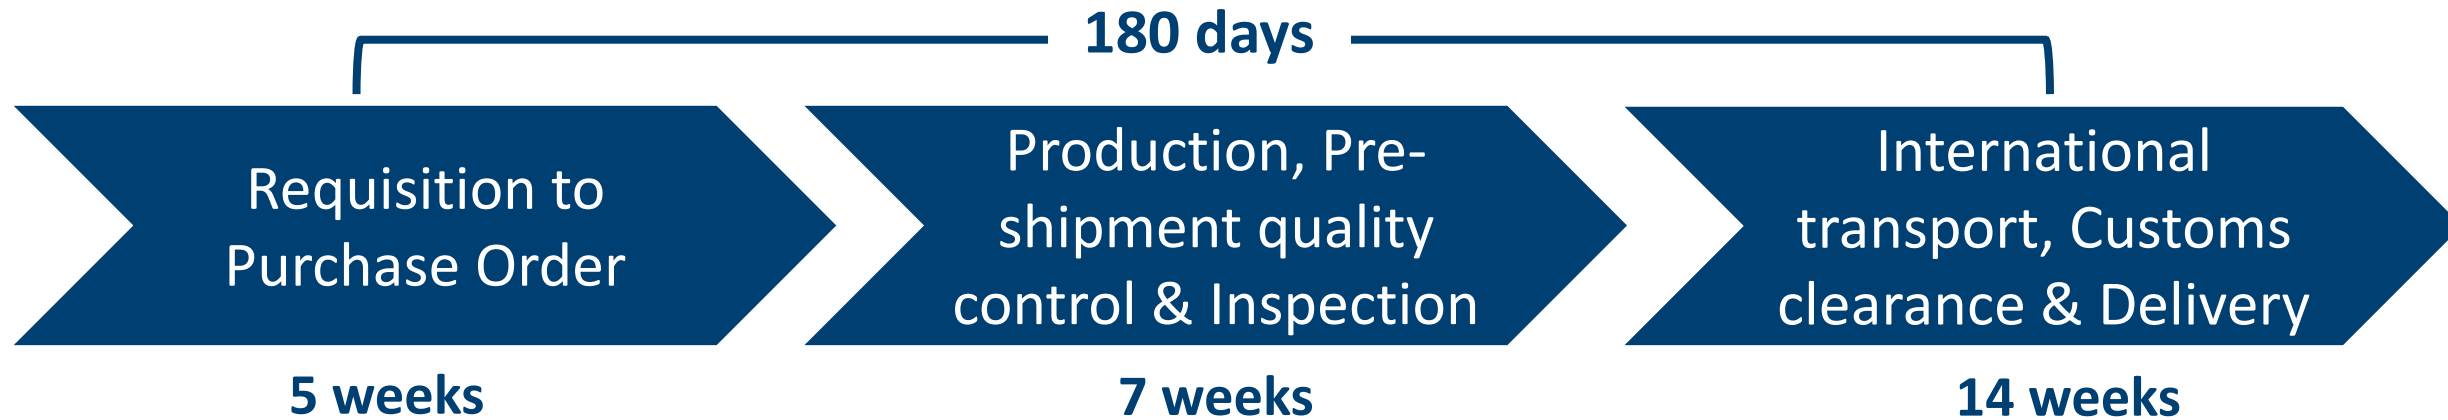 180 days
Requisition to
Purchase Order
Production, Pre-
shipment quality
control & Inspection
International
transport, Customs
clearance & Delivery
5 weeks
7 weeks
14 weeks